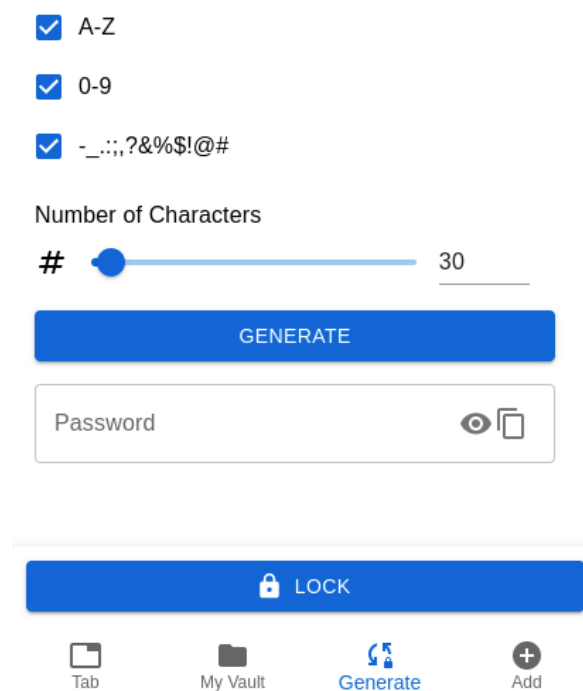 A-Z
0-9
-_.:;,?&%$!@#
Number of Characters
# 30
GENERATE
Password
LOCK
Tab My Vault Generate Add